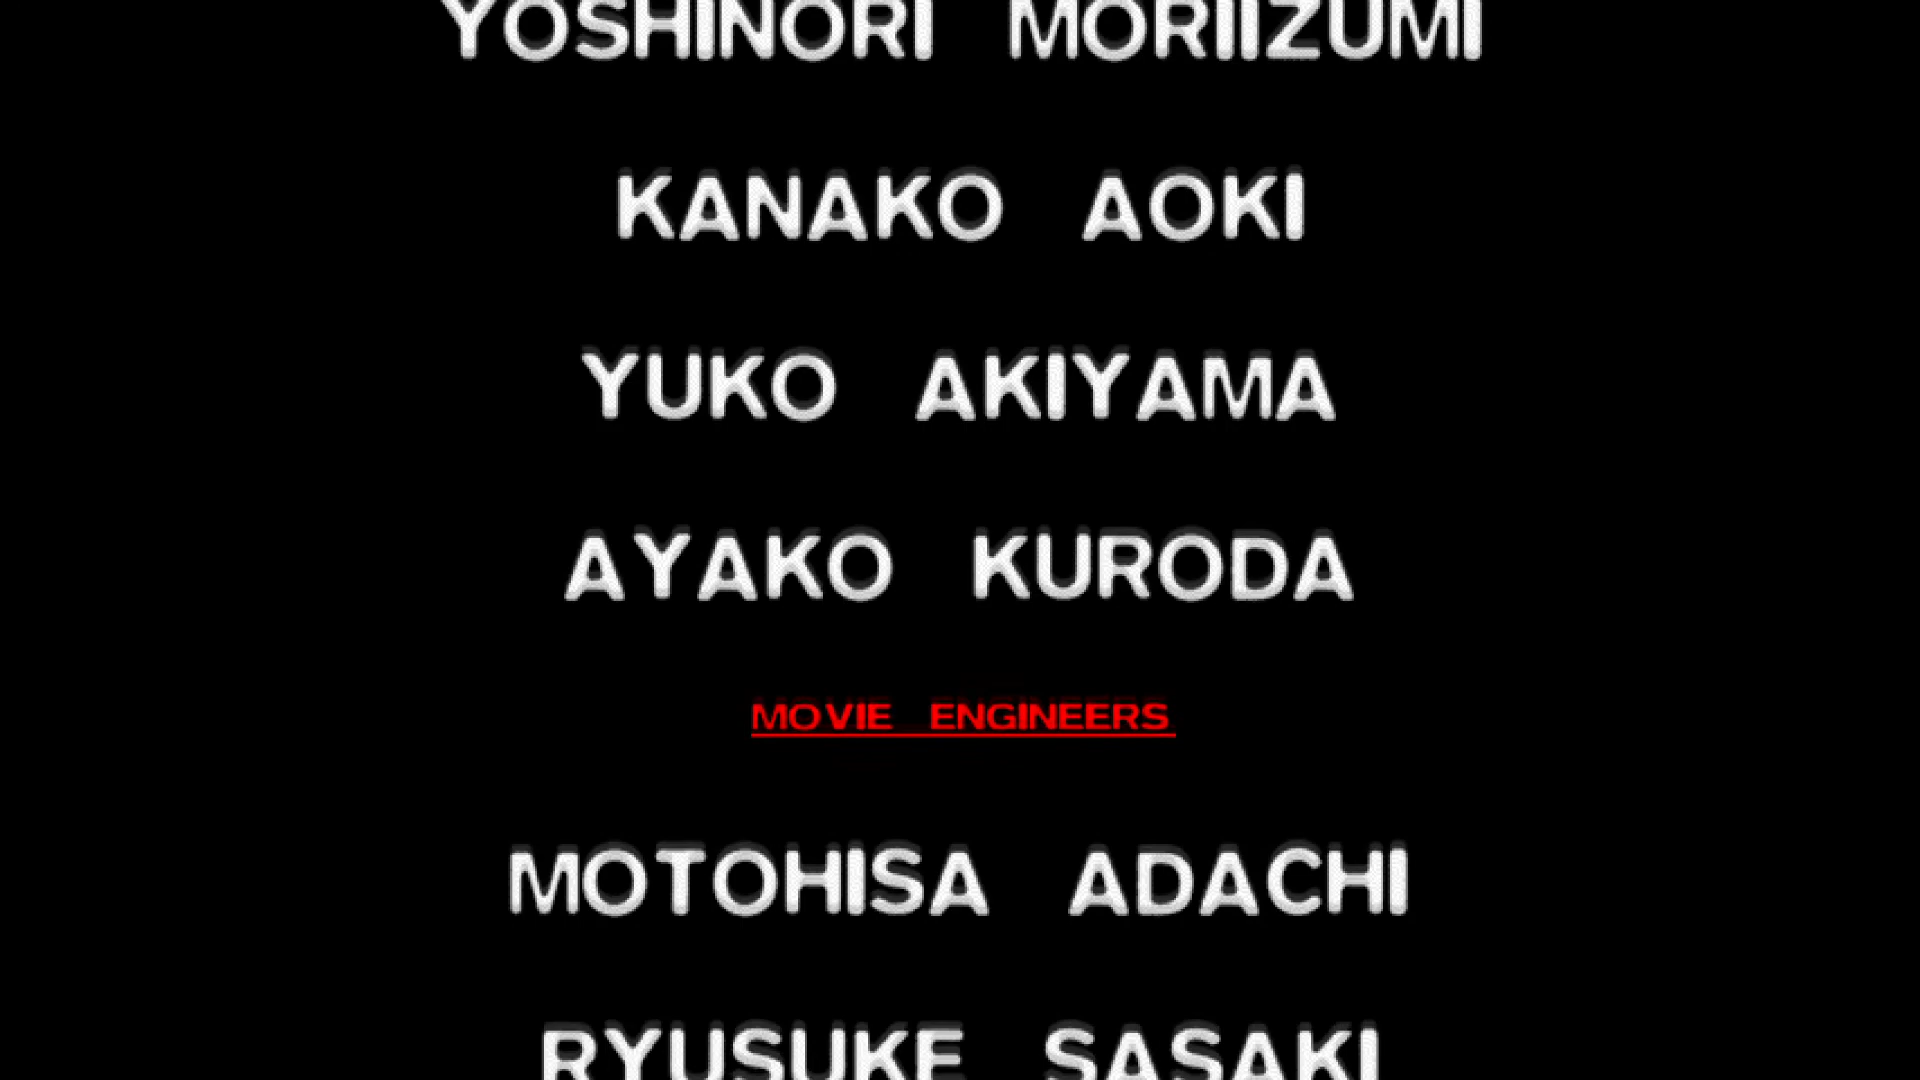 YOSHINORI MORIIZUMI
KANAKO AOKI
YUKO AKIYAMA
AYAKO KURODA
MOVIE ENGINEERS
MOTOHISA ADACHI
RYUSUKE SASAKI